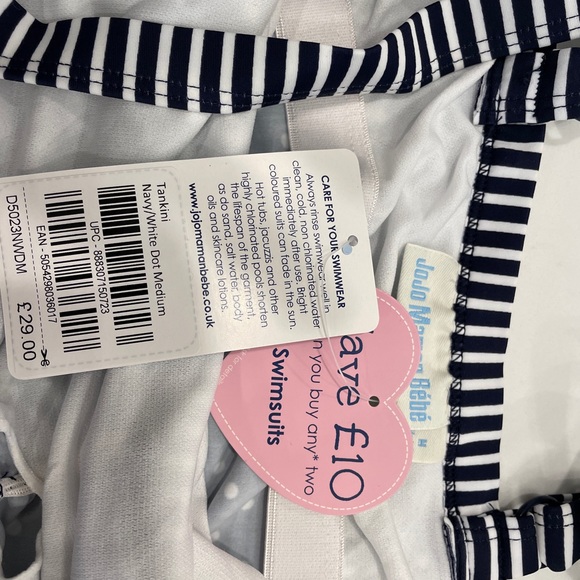 CARE FOR YOUR SWIMWEAR
Always rinse swimwear well in
clean, cold, non chlorinated water
immediately after use. Bright
coloured suits can fade in the sun.
Hot tubs, jacuzzis and other
highly chlorinated pools shorten
the lifespan of the garment,
as do sand, salt water, body
oils and skincare lotions.
www.jojomamanbebe.co.uk
Tankini
Navy/White Dot Medium
UPC - 888307150723
EAN - 5054298036017
D5023NWDM
£29.00
ave £10
you buy any* two
Swimsuits
JoJo Maman Bébé
M